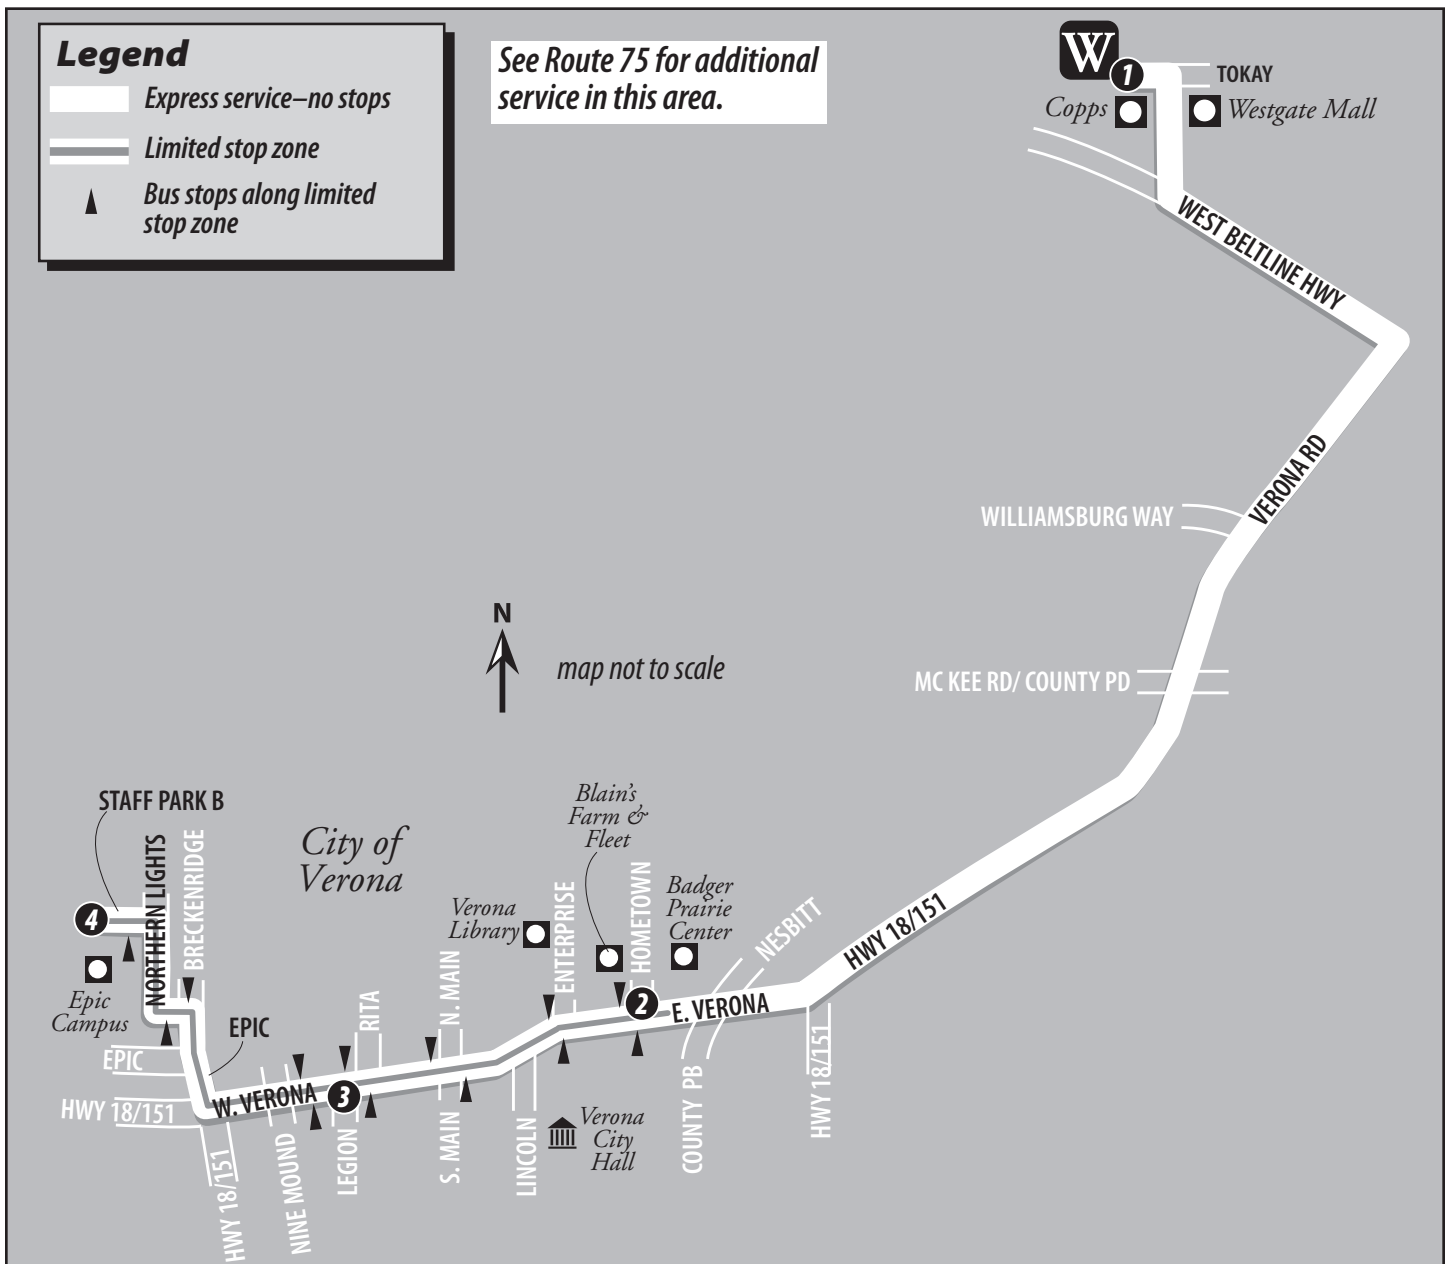 Legend
Express service–no stops
Limited stop zone
Bus stops along limited
stop zone
See Route 75 for additional
service in this area.
W
1
TOKAY
Copps
Westgate Mall
WEST BELTLINE HWY
VERONA RD
WILLIAMSBURG WAY
MC KEE RD/ COUNTY PD
N
map not to scale
STAFF PARK B
NORTHERN LIGHTS
BRECKENRIDGE
City of
Verona
Blain's
Farm &
Fleet
Verona
Library
ENTERPRISE
HOMETOWN
Badger
Prairie
Center
NESBITT
HWY 18/151
4
Epic
Campus
EPIC
EPIC
RITA
N. MAIN
2
E. VERONA
HWY 18/151
W. VERONA
3
HWY 18/151
NINE MOUND
LEGION
S. MAIN
LINCOLN
Verona
City
Hall
COUNTY PB
HWY 18/151